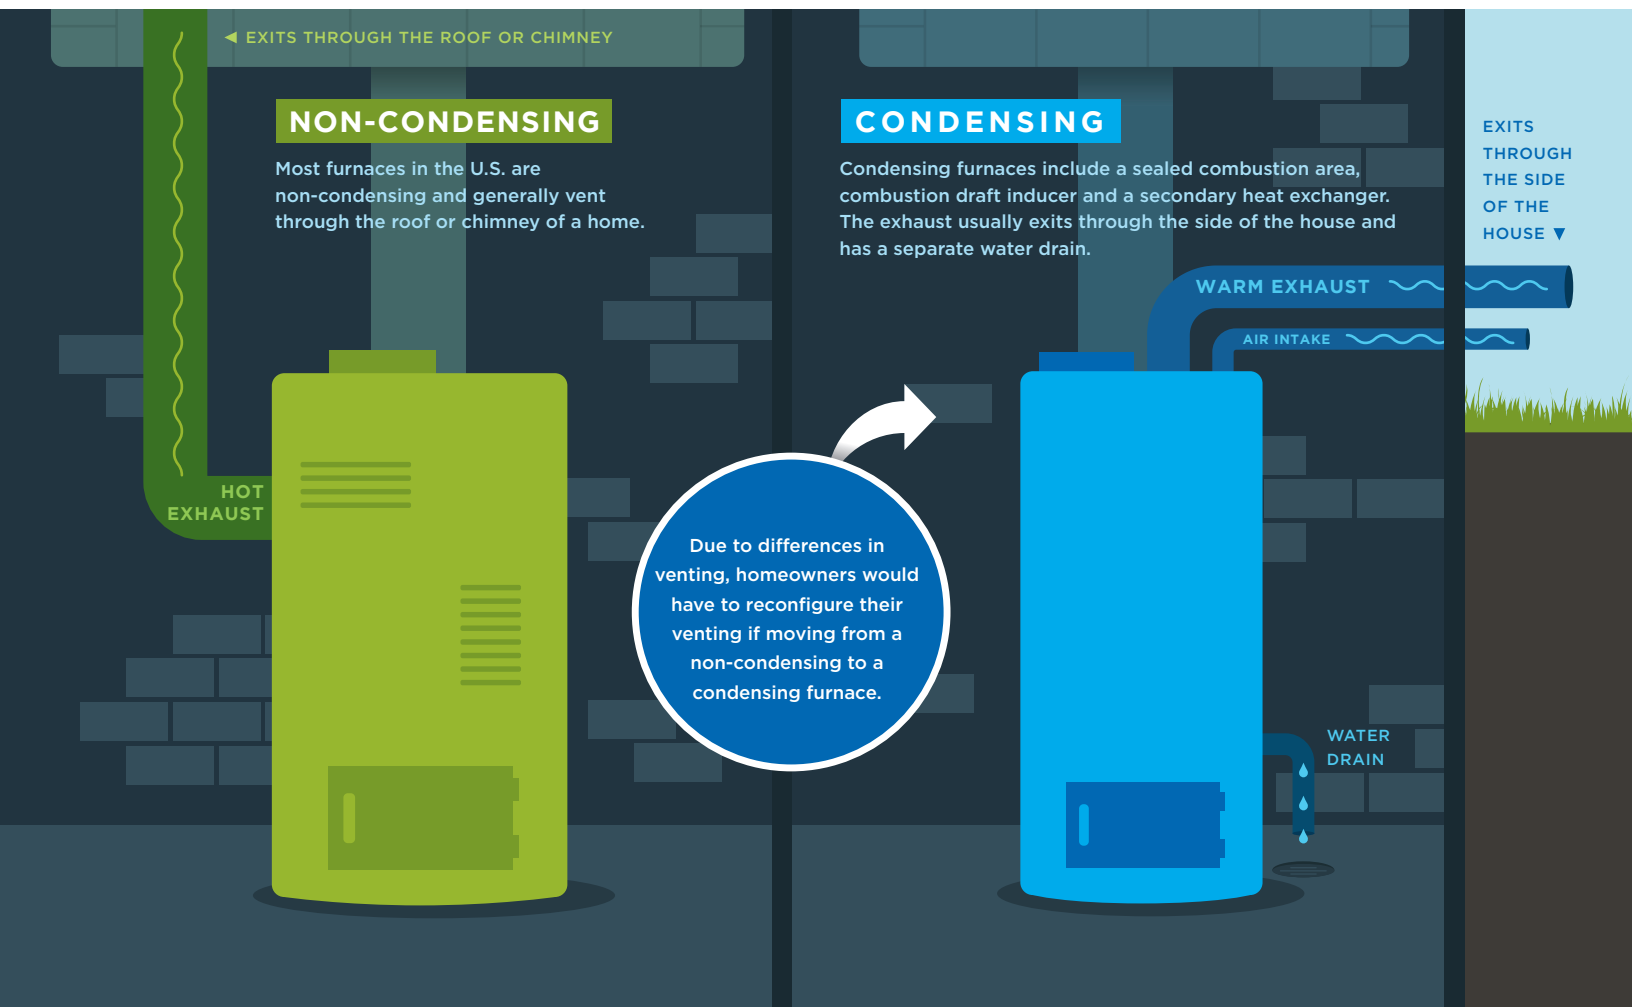 ◀ EXITS THROUGH THE ROOF OR CHIMNEY
NON-CONDENSING
Most furnaces in the U.S. are
non-condensing and generally vent
through the roof or chimney of a home.
HOT
EXHAUST
Due to differences in
venting, homeowners would
have to reconfigure their
venting if moving from a
non-condensing to a
condensing furnace.
CONDENSING
Condensing furnaces include a sealed combustion area,
combustion draft inducer and a secondary heat exchanger.
The exhaust usually exits through the side of the house and
has a separate water drain.
EXITS
THROUGH
THE SIDE
OF THE
HOUSE ▼
WARM EXHAUST
AIR INTAKE
WATER
DRAIN